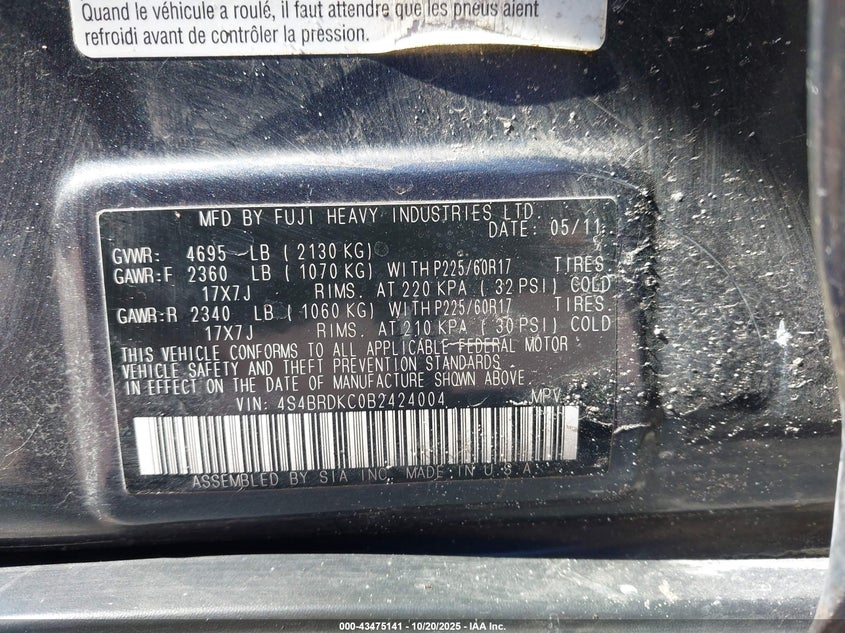 Quand le véhicule a roulé, il faut attendre que les pneus aient
refroidi avant de contrôler la pression.
MFD BY FUJI HEAVY INDUSTRIES LTD.
DATE: 05/11
GVWR: 4695 LB ( 2130 KG)
GAWR:F 2360 LB ( 1070 KG) WITH P225/60R17 TIRES
17X7J RIMS. AT 220 KPA ( 32 PSI) COLD
GAWR:R 2340 LB ( 1060 KG) WITH P225/60R17 TIRES
17X7J RIMS. AT 210 KPA ( 30 PSI) COLD
THIS VEHICLE CONFORMS TO ALL APPLICABLE FEDERAL MOTOR
VEHICLE SAFETY AND THEFT PREVENTION STANDARDS
IN EFFECT ON THE DATE OF MANUFACTURE SHOWN ABOVE.
VIN: 4S4BRDKC0B2424004 MPV
ASSEMBLED BY SIA INC. MADE IN U.S.A.
000-43475141 - 10/20/2025 - IAA Inc.